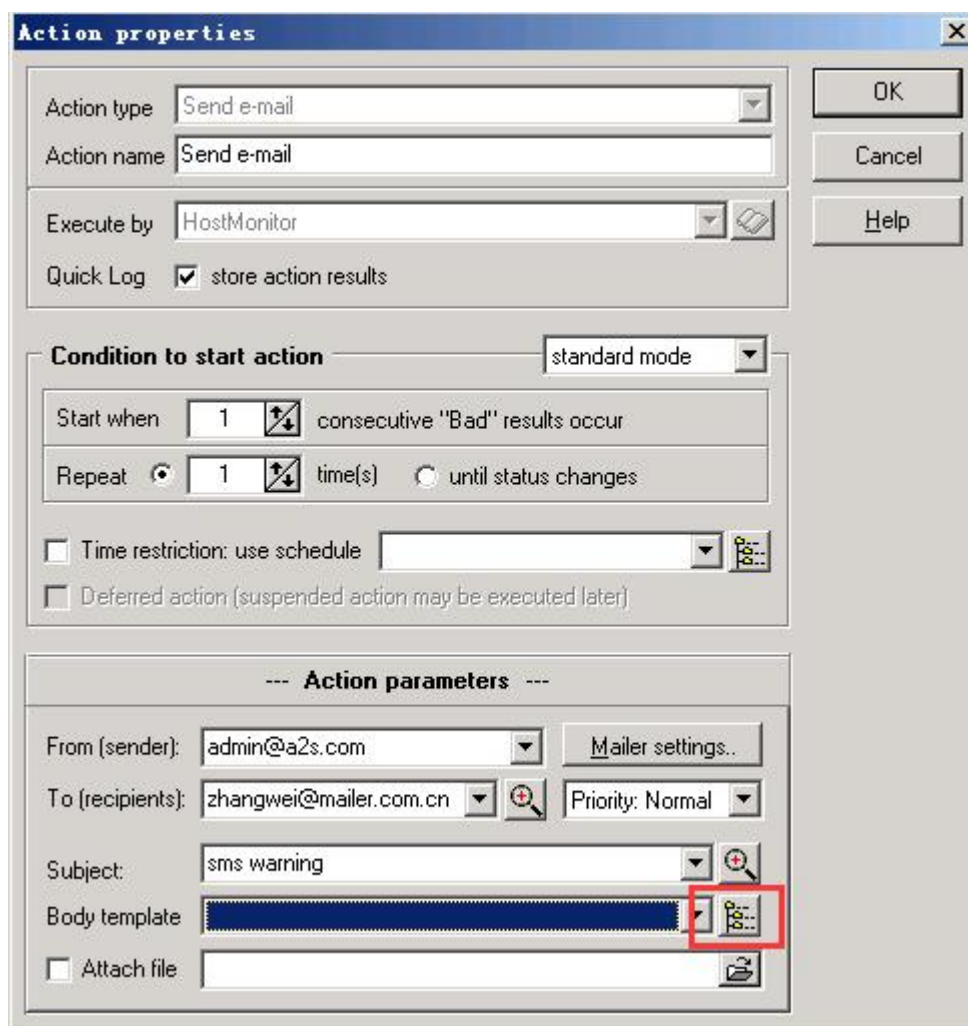 Action properties
Action type Send e-mail
OK
Action name Send e-mail
Cancel
Execute by HostMonitor
Help
Quick Log store action results
Condition to start action standard mode
Start when 1 consecutive "Bad" results occur
Repeat 1 time(s) until status changes
Time restriction: use schedule
Deferred action (suspended action may be executed later)
--- Action parameters ---
From (sender): admin@a2s.com Mailer settings..
To (recipients): zhangwei@mailer.com.cn Priority: Normal
Subject: sms warning
Body template
Attach file